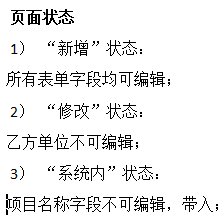 页面状态
1） “新增”状态：
所有表单字段均可编辑；
2） “修改”状态：
乙方单位不可编辑；
3） “系统内”状态：
项目名称字段不可编辑，带入；